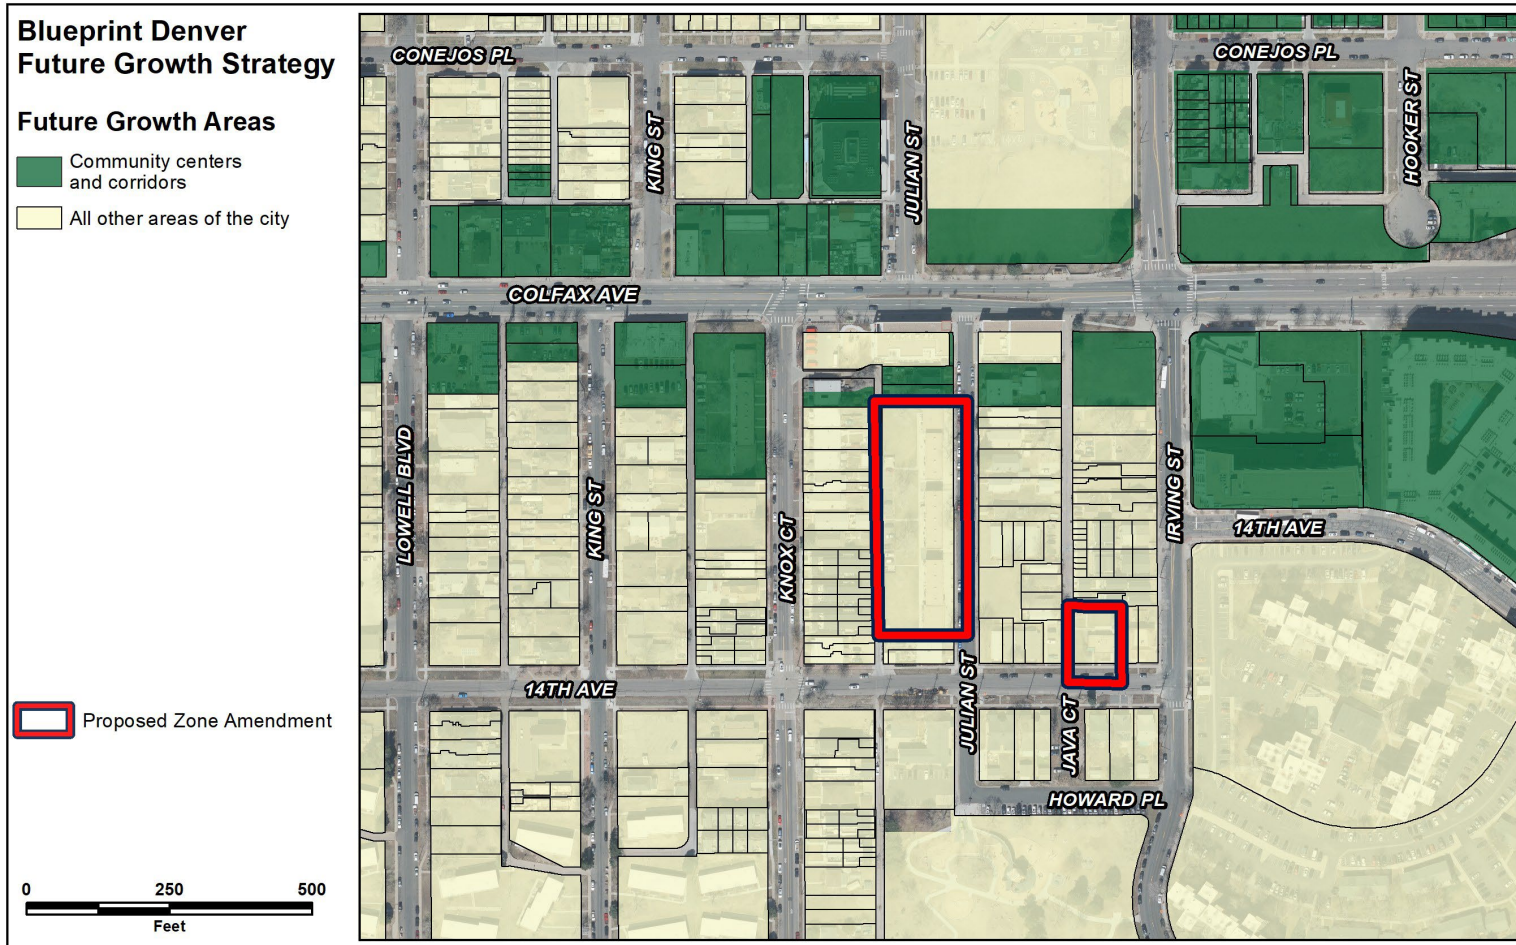 Blueprint Denver
Future Growth Strategy
Future Growth Areas
Community centers
and corridors
All other areas of the city
Proposed Zone Amendment
0 250 500
Feet
CONEJOS PL
CONEJOS PL
KING ST
JULIAN ST
HOOKER ST
COLFAX AVE
LOWELL BLVD
KING ST
KNOX CT
IRVING ST
14TH AVE
14TH AVE
JULIAN ST
JAVA CT
HOWARD PL